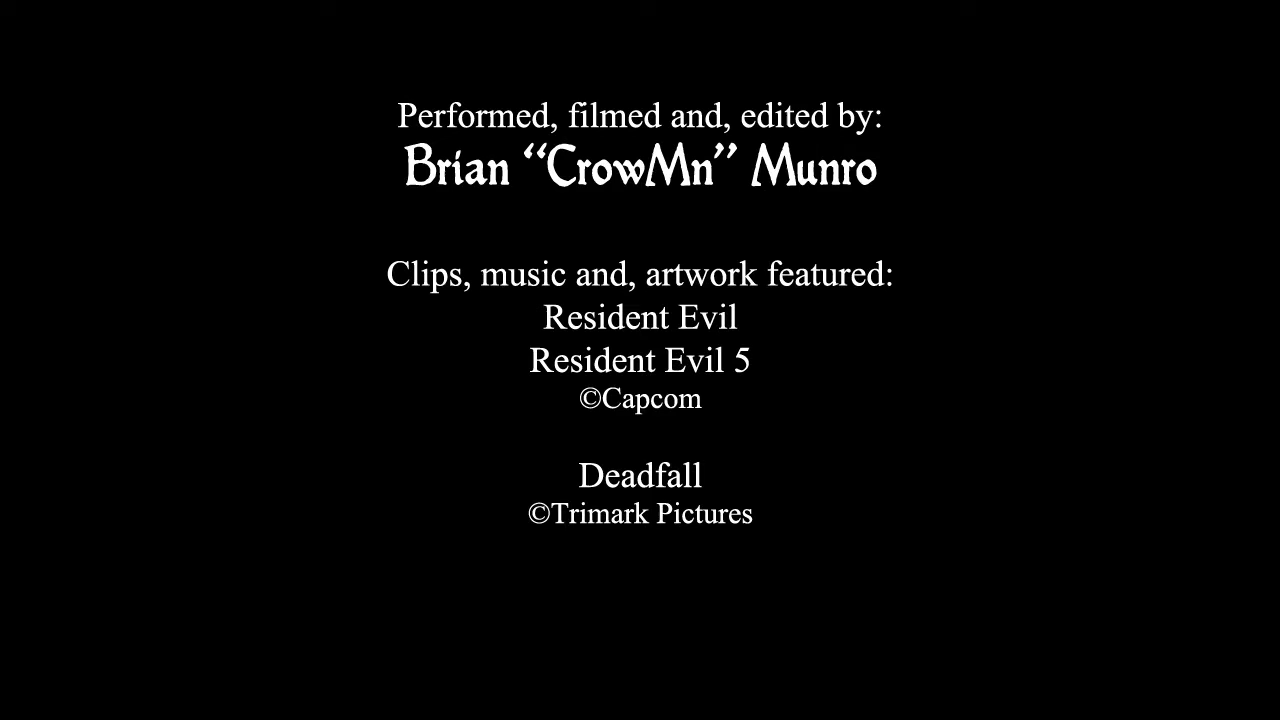 Performed, filmed and, edited by:
Brian “CrowMn” Munro
Clips, music and, artwork featured:
Resident Evil
Resident Evil 5
©Capcom
Deadfall
©Trimark Pictures